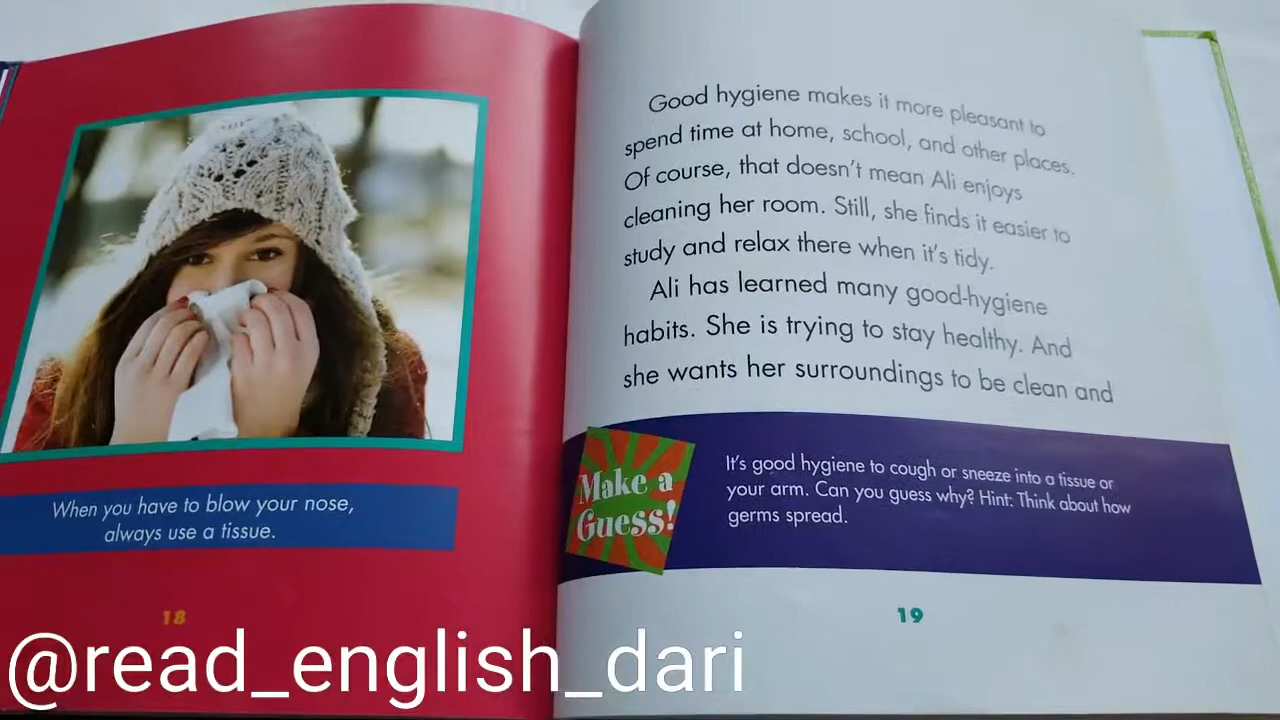 When you have to blow your nose,
always use a tissue.
18
Good hygiene makes it more pleasant to
spend time at home, school, and other places.
Of course, that doesn't mean Ali enjoys
cleaning her room. Still, she finds it easier to
study and relax there when it's tidy.
Ali has learned many good-hygiene
habits. She is trying to stay healthy. And
she wants her surroundings to be clean and
Make a
Guess!
It's good hygiene to cough or sneeze into a tissue or
your arm. Can you guess why? Hint: Think about how
germs spread.
19
@read_english_dari